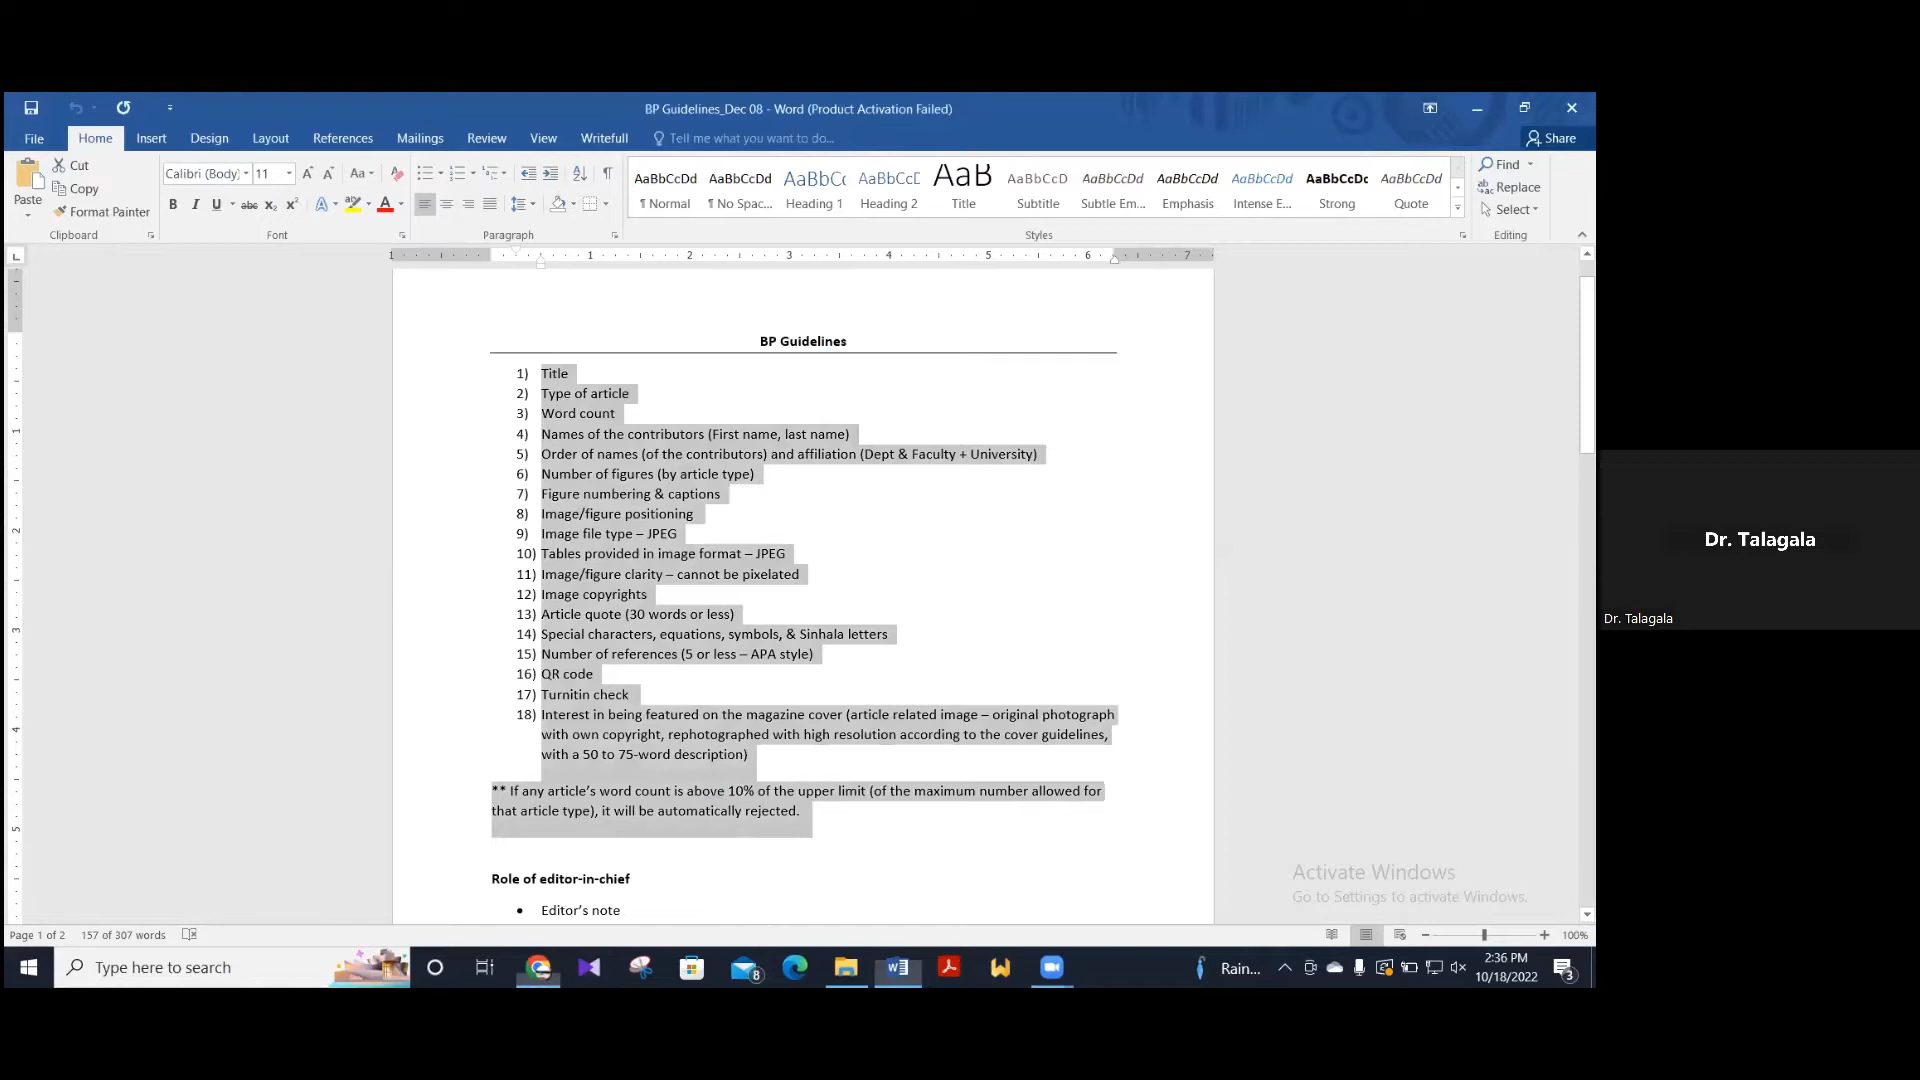 BP Guidelines_Dec 08 - Word (Product Activation Failed)
File Home Insert Design Layout References Mailings Review View Writefull Tell me what you want to do... Share
Paste Cut Copy Format Painter
Calibri (Body) 11
AaBbCcDd AaBbCcDd AaBbCc AaBbCcD AaB AaBbCcD AaBbCcDd AaBbCcDd AaBbCcDd AaBbCcDc AaBbCcDd
¶ Normal ¶ No Spac... Heading 1 Heading 2 Title Subtitle Subtle Em... Emphasis Intense E... Strong Quote
Find Replace Select
Clipboard Font Paragraph Styles Editing
1 1 2 3 4 5 6 7
BP Guidelines
1) Title
2) Type of article
3) Word count
4) Names of the contributors (First name, last name)
5) Order of names (of the contributors) and affiliation (Dept & Faculty + University)
6) Number of figures (by article type)
7) Figure numbering & captions
8) Image/figure positioning
9) Image file type – JPEG
10) Tables provided in image format – JPEG
11) Image/figure clarity – cannot be pixelated
12) Image copyrights
13) Article quote (30 words or less)
14) Special characters, equations, symbols, & Sinhala letters
15) Number of references (5 or less – APA style)
16) QR code
17) Turnitin check
18) Interest in being featured on the magazine cover (article related image – original photograph
with own copyright, rephotographed with high resolution according to the cover guidelines,
with a 50 to 75-word description)
** If any article’s word count is above 10% of the upper limit (of the maximum number allowed for
that article type), it will be automatically rejected.
Role of editor-in-chief
• Editor’s note
Activate Windows
Go to Settings to activate Windows.
Dr. Talagala
Dr. Talagala
Page 1 of 2 157 of 307 words 100%
Type here to search
8
Rain...
2:36 PM
10/18/2022
3